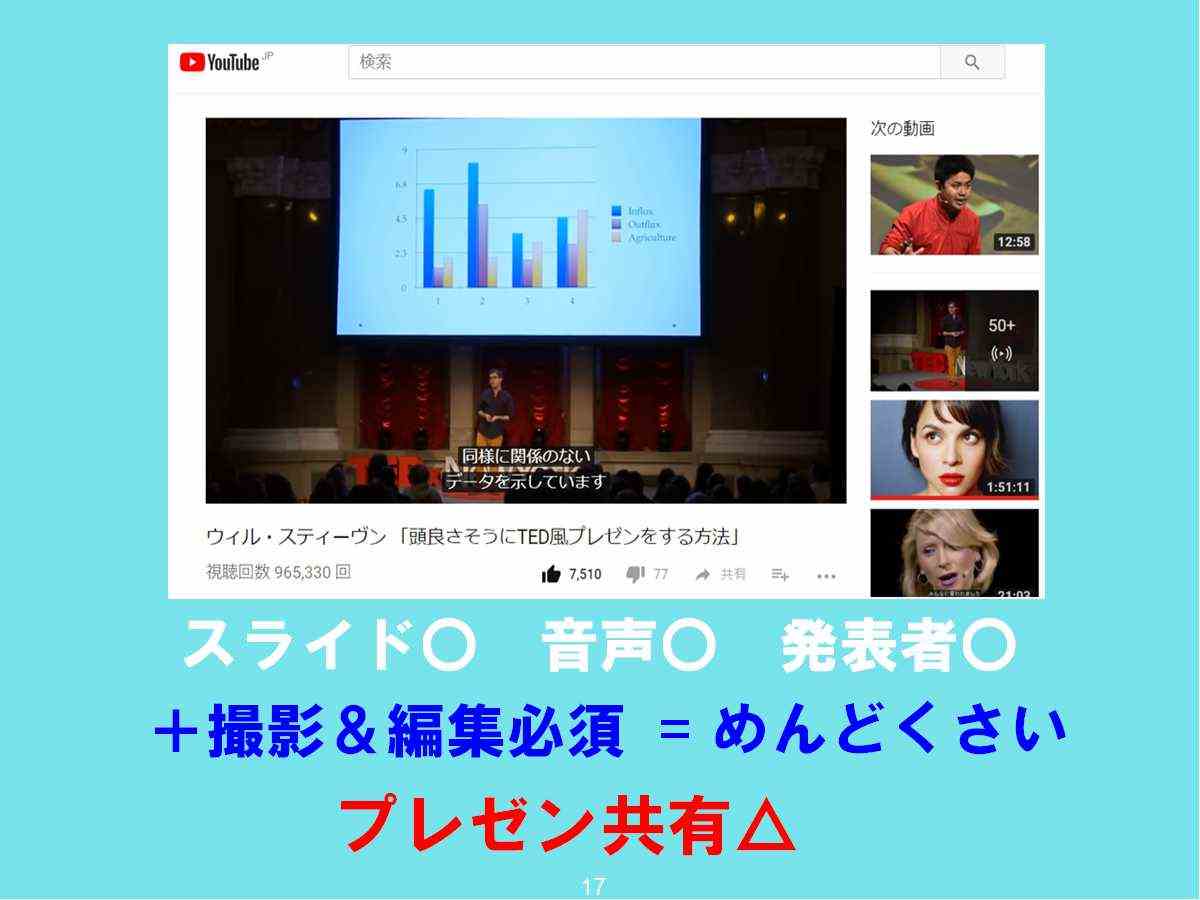 YouTube JP
検索
9
6.8
4.5
2.3
0
1 2 3 4
Influx
Outflux
Agriculture
同様に関係のない
データを示しています
次の動画
12:58
50+
1:51:11
21:03
ウィル・スティーヴン 「頭良さそうにTED風プレゼンをする方法」
視聴回数 965,330 回
7,510 77 共有
スライド〇 音声〇 発表者〇
＋撮影＆編集必須 = めんどくさい
プレゼン共有△
17